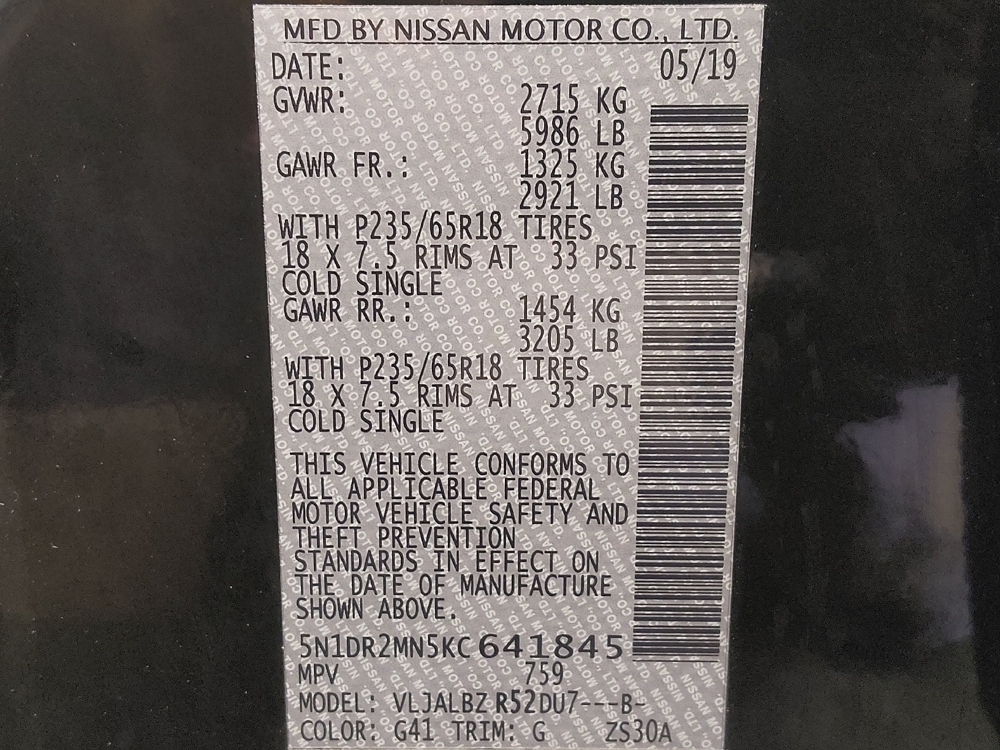 MFD BY NISSAN MOTOR CO., LTD.
DATE: 05/19
GVWR: 2715 KG
5986 LB
GAWR FR.: 1325 KG
2921 LB
WITH P235/65R18 TIRES
18 X 7.5 RIMS AT 33 PSI
COLD SINGLE
GAWR RR.: 1454 KG
3205 LB
WITH P235/65R18 TIRES
18 X 7.5 RIMS AT 33 PSI
COLD SINGLE
THIS VEHICLE CONFORMS TO
ALL APPLICABLE FEDERAL
MOTOR VEHICLE SAFETY AND
THEFT PREVENTION
STANDARDS IN EFFECT ON
THE DATE OF MANUFACTURE
SHOWN ABOVE.
5N1DR2MN5KC641845
MPV 759
MODEL: VLJALBZ R52DU7---B-
COLOR: G41 TRIM: G ZS30A